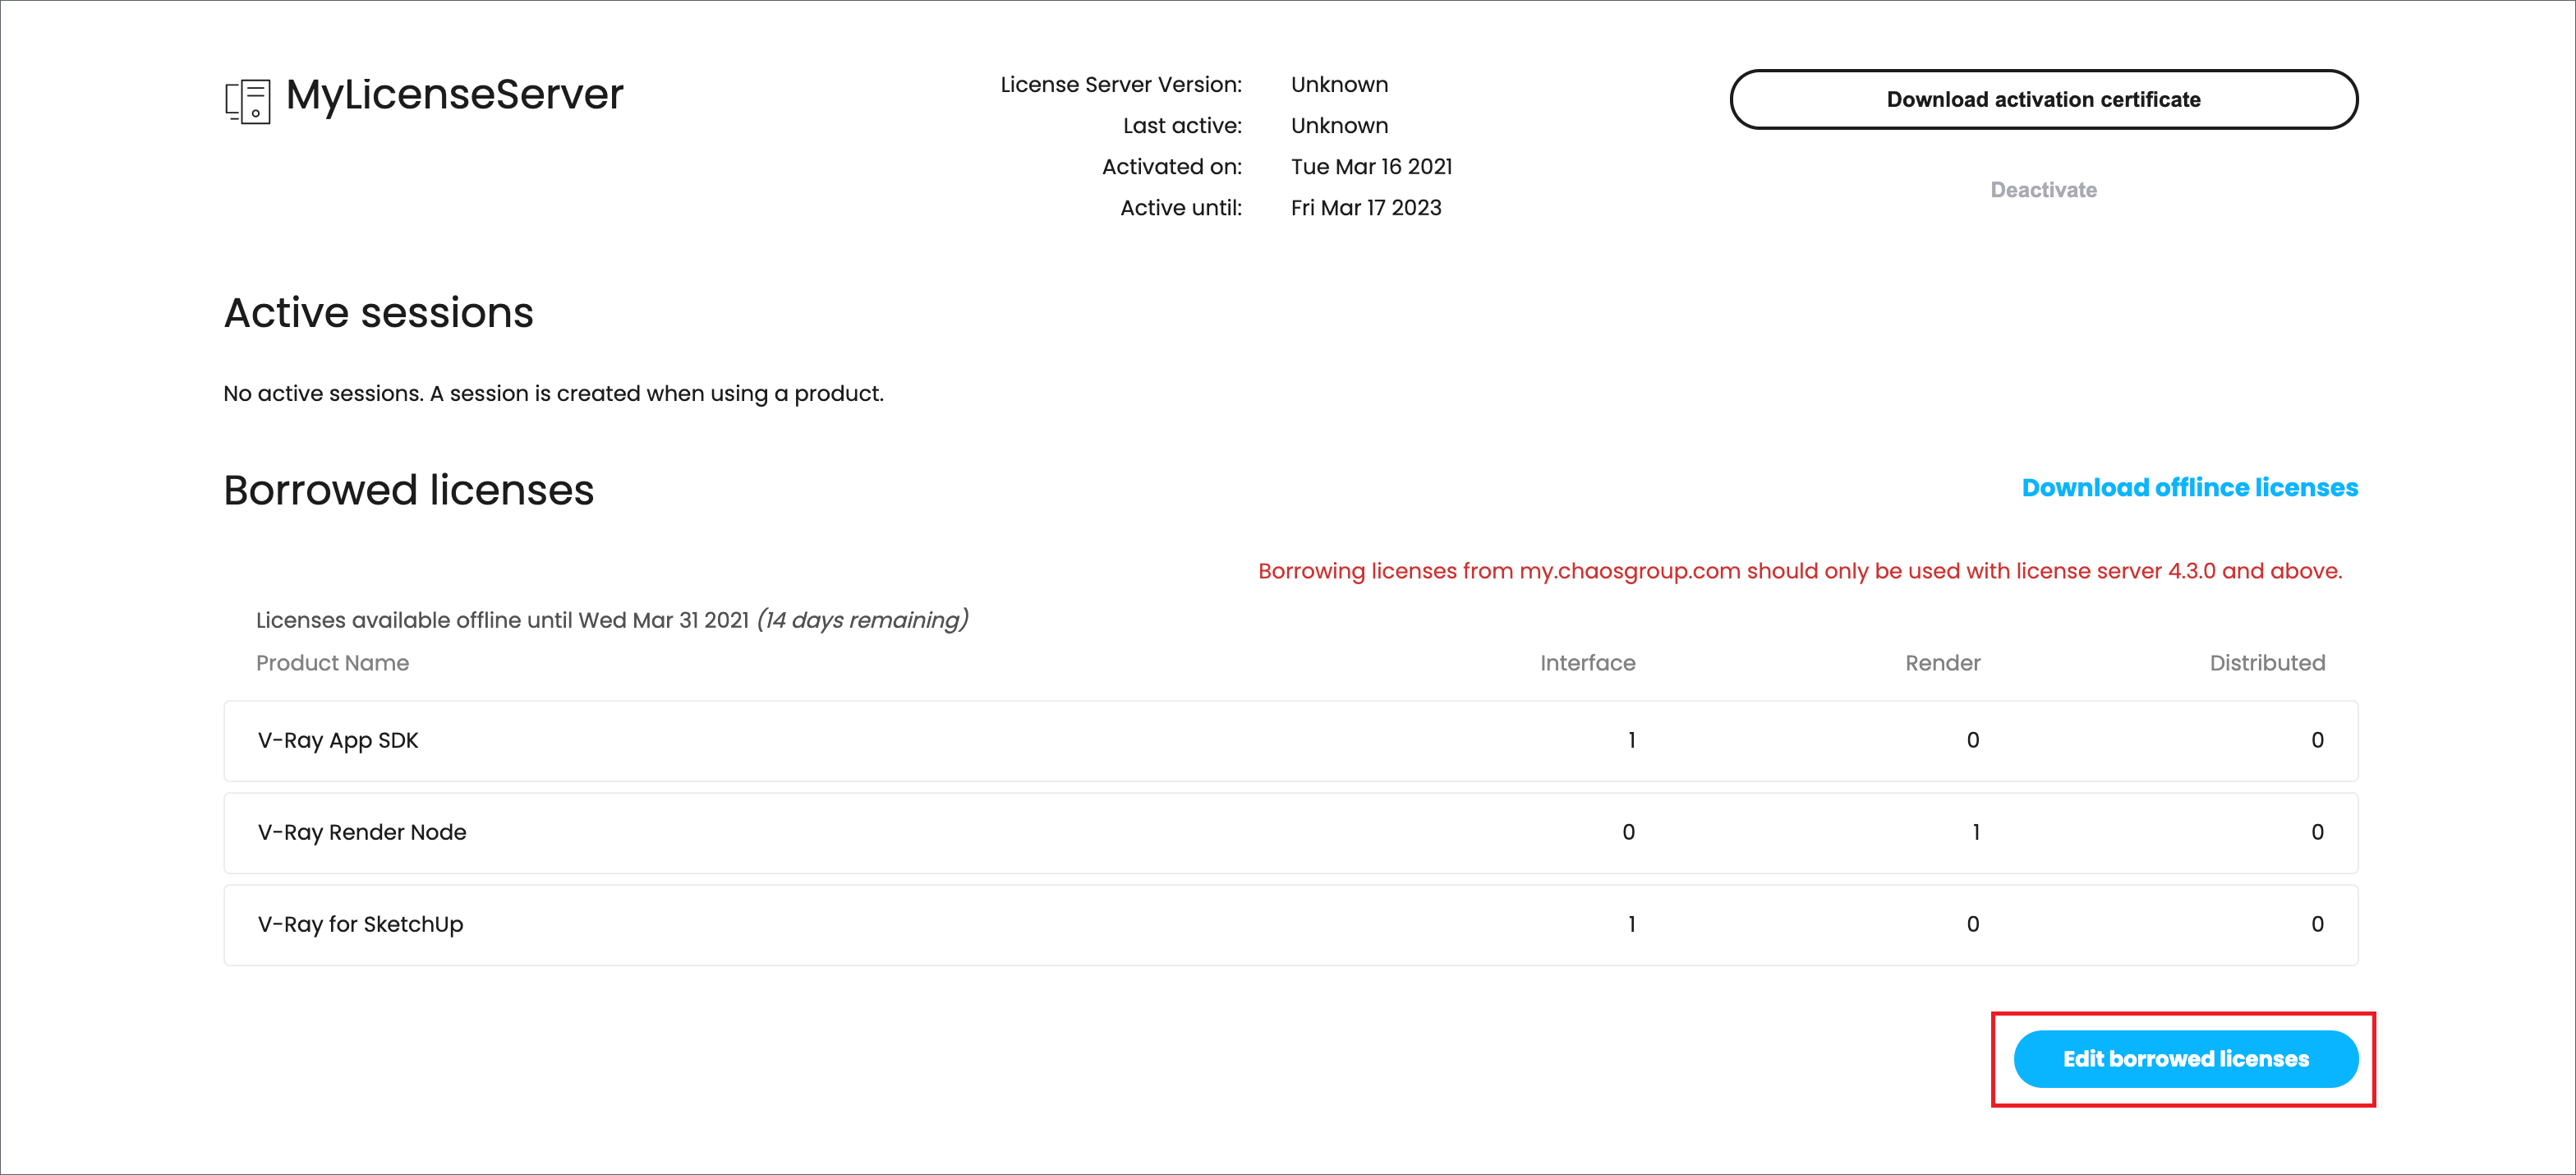 MyLicenseServer
License Server Version: Unknown
Last active: Unknown
Activated on: Tue Mar 16 2021
Active until: Fri Mar 17 2023
Download activation certificate
Deactivate
Active sessions
No active sessions. A session is created when using a product.
Borrowed licenses
Download offlince licenses
Borrowing licenses from my.chaosgroup.com should only be used with license server 4.3.0 and above.
Licenses available offline until Wed Mar 31 2021 (14 days remaining)
Product Name Interface Render Distributed
V-Ray App SDK 1 0 0
V-Ray Render Node 0 1 0
V-Ray for SketchUp 1 0 0
Edit borrowed licenses